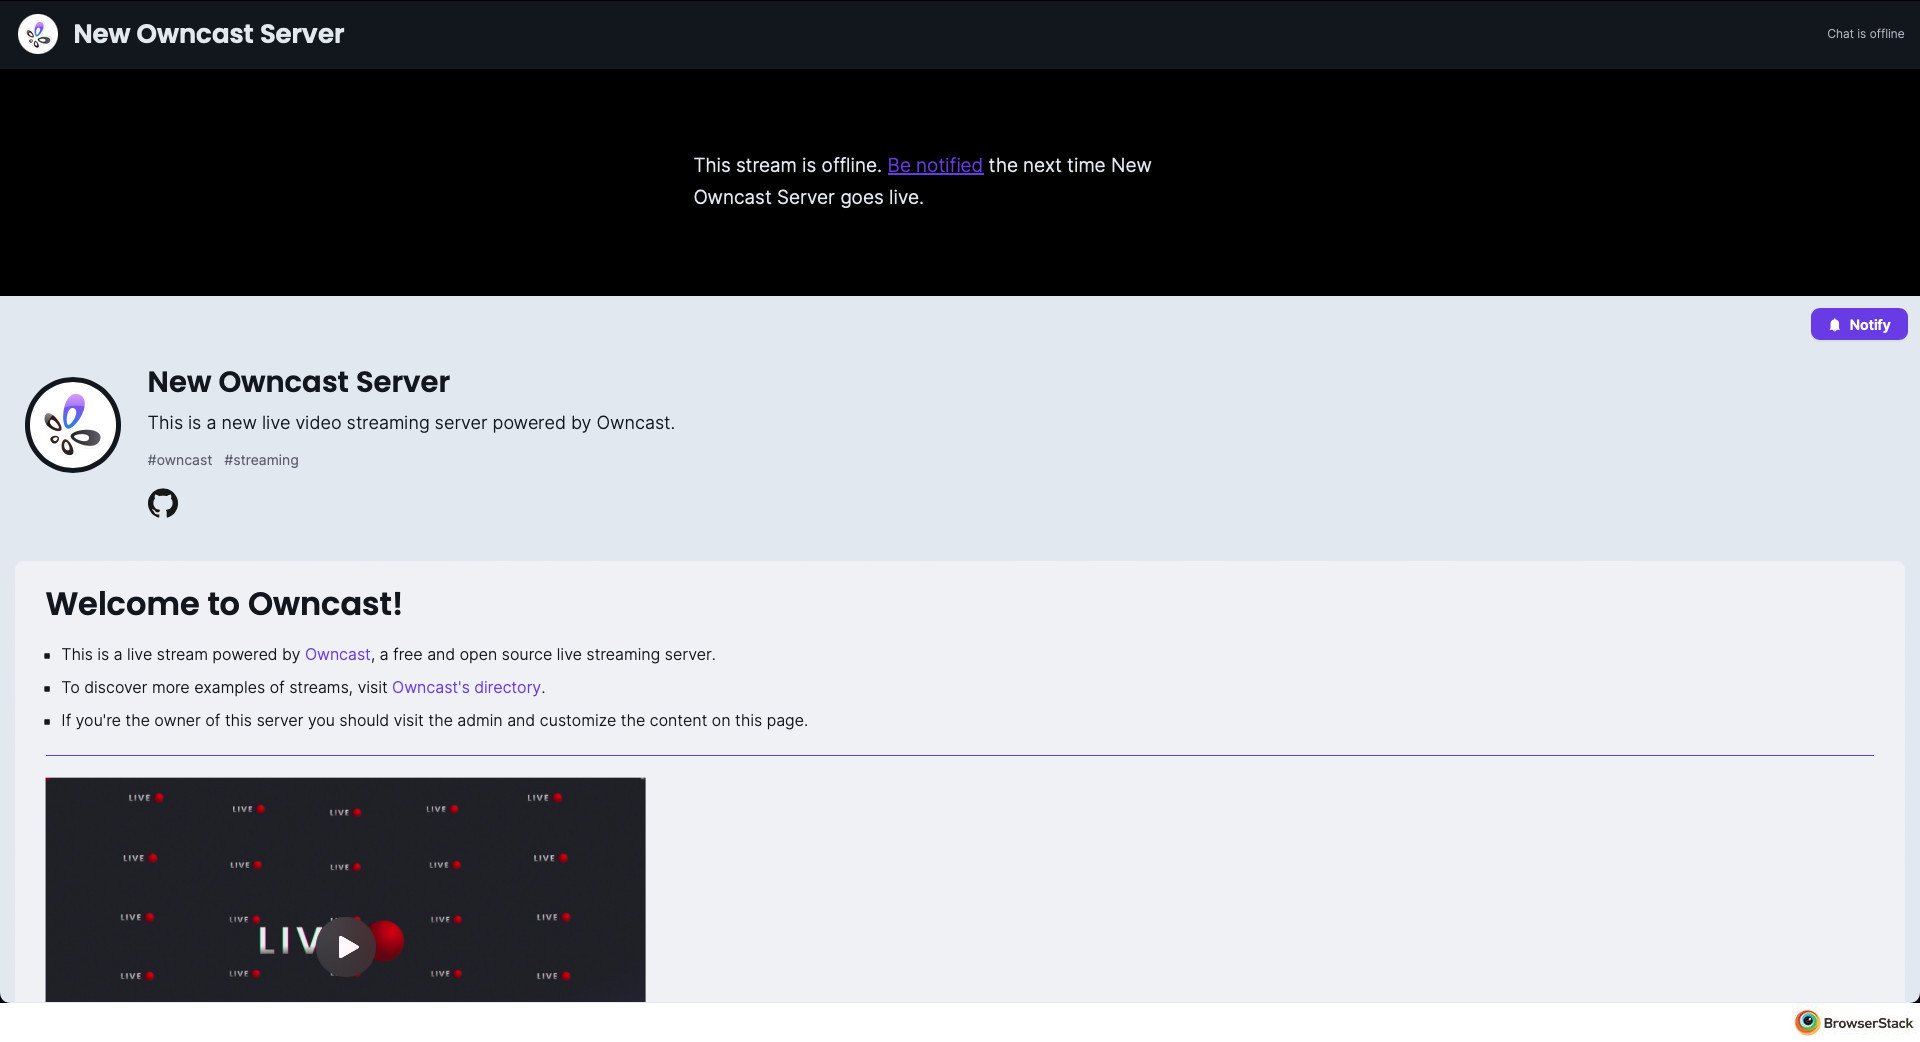 New Owncast Server
Chat is offline
This stream is offline. Be notified the next time New
Owncast Server goes live.
Notify
New Owncast Server
This is a new live video streaming server powered by Owncast.
#owncast #streaming
Welcome to Owncast!
This is a live stream powered by Owncast, a free and open source live streaming server.
To discover more examples of streams, visit Owncast's directory.
If you're the owner of this server you should visit the admin and customize the content on this page.
LIVE LIVE LIVE LIVE LIVE
LIVE LIVE LIVE LIVE LIVE
LIVE LIVE LIVE LIVE
LIV
LIVE LIVE LIVE LIVE
BrowserStack